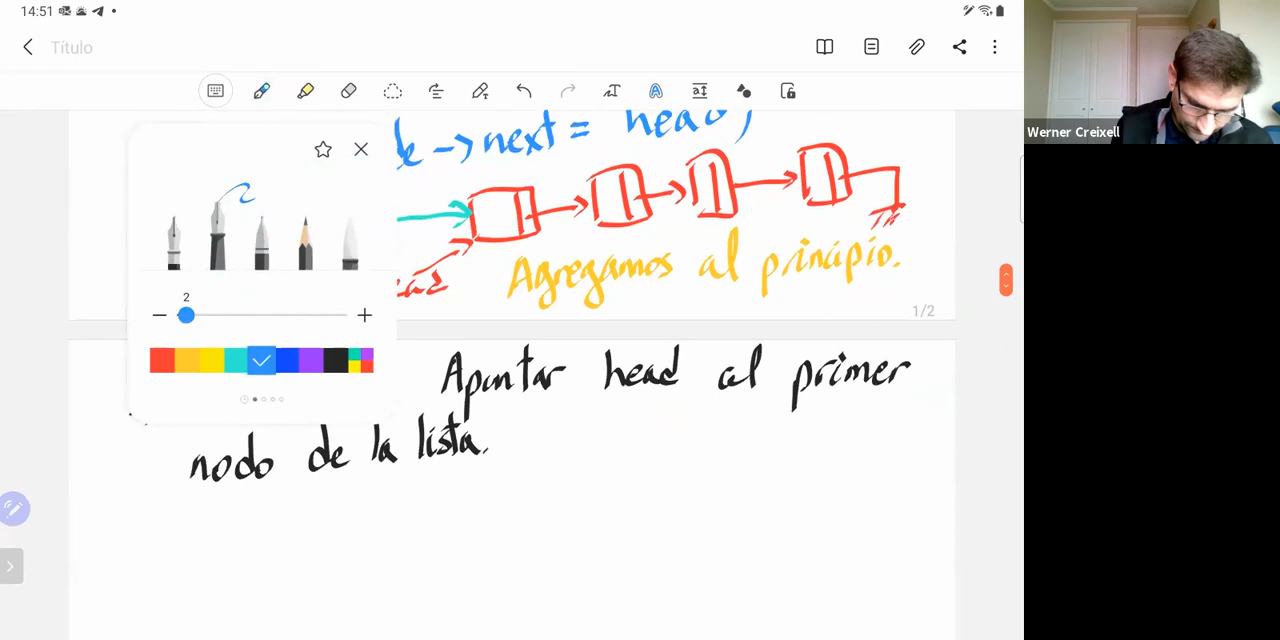 14:51
Título
→ next = head;
Agregamos al principio.
1/2
2
Apuntar head al primer
nodo de la lista.
Werner Creixell